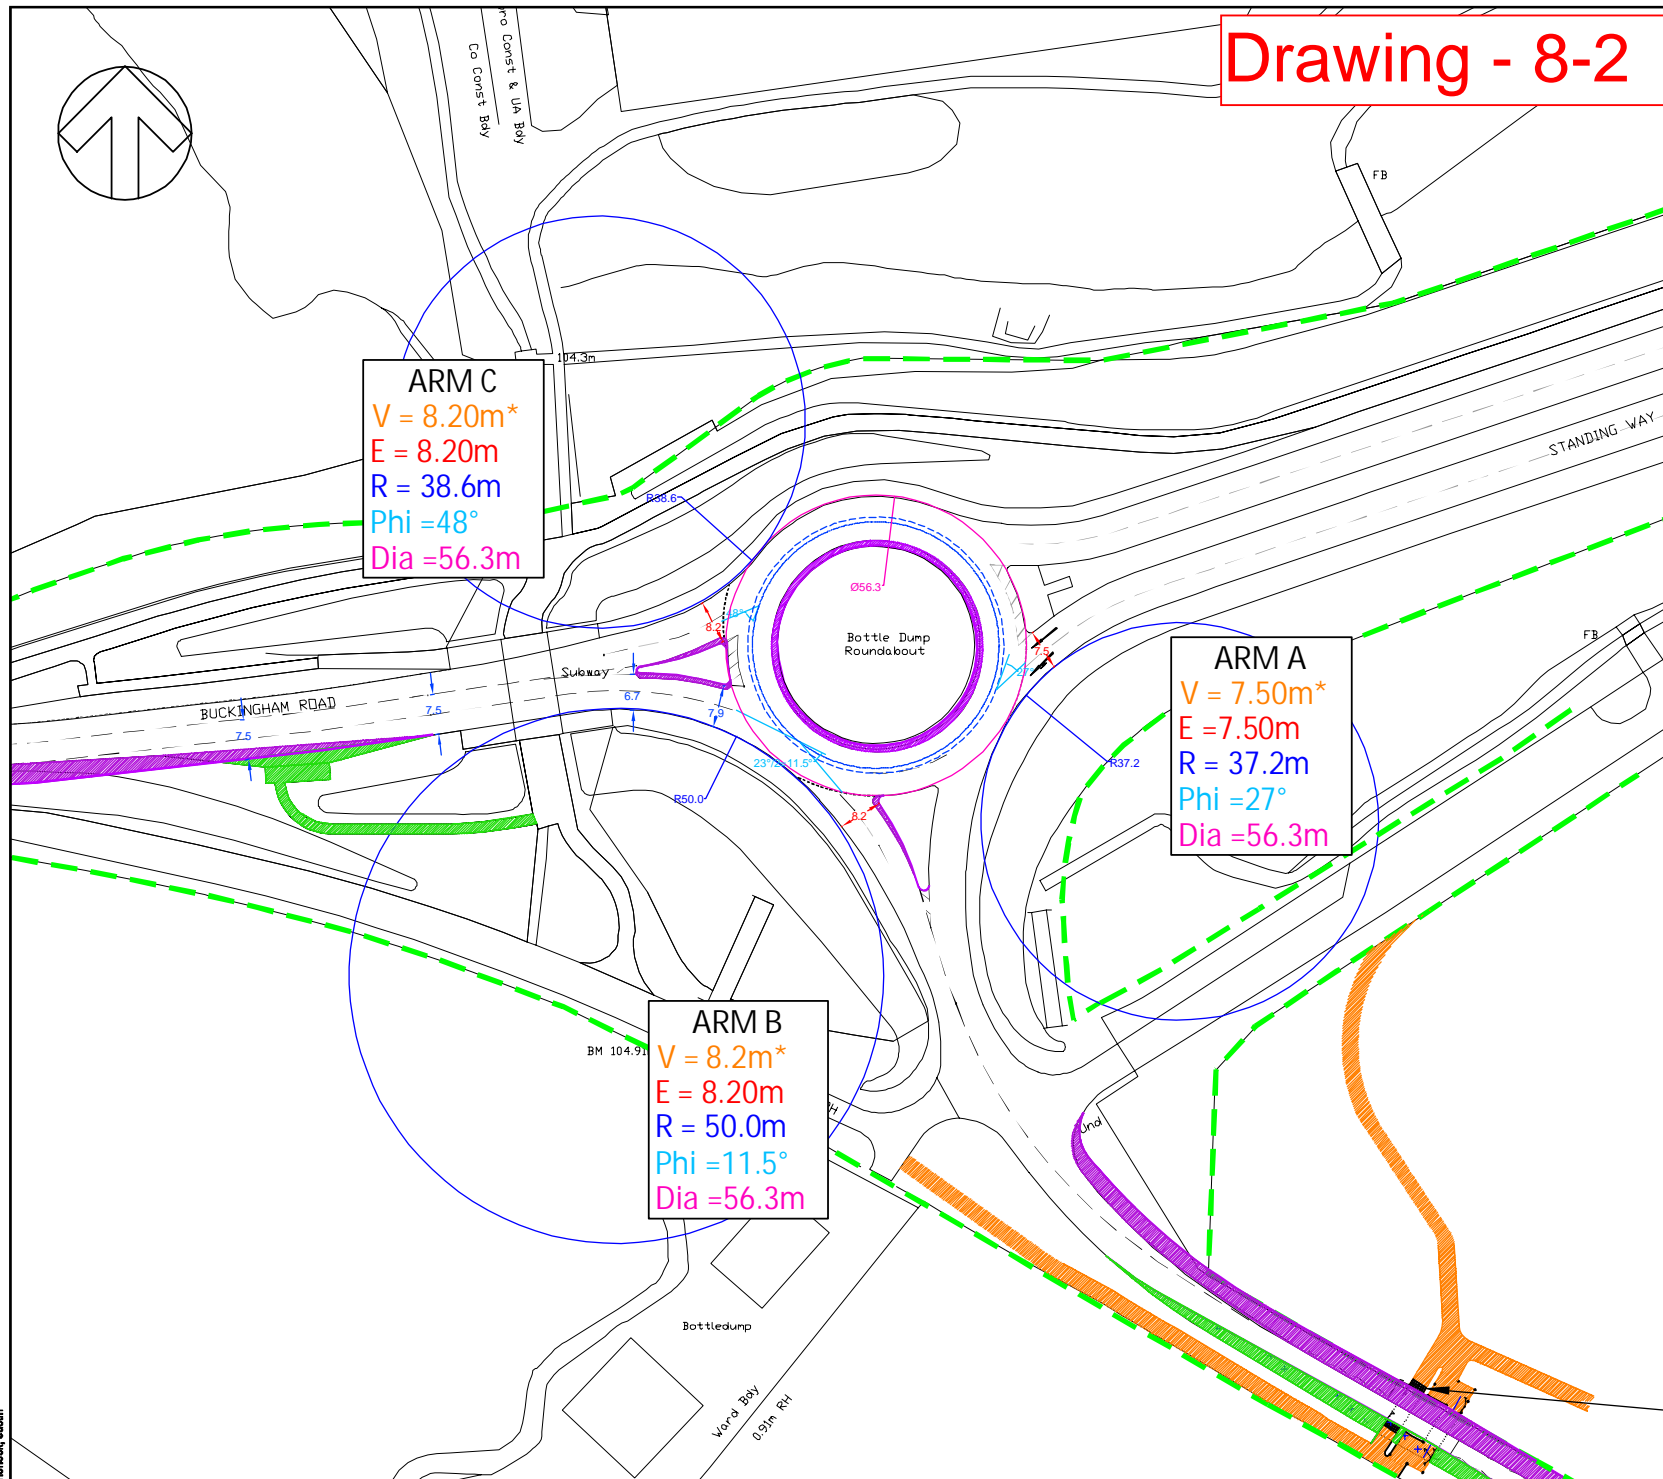 Drawing - 8-2
Co Const Bdy
Const & UA Bdy
FB
104.3m
STANDING WAY
ARM C
V = 8.20m*
E = 8.20m
R = 38.6m
Phi =48°
Dia =56.3m
R38.6
Ø56.3
8.2
Bottle Dump
Roundabout
7.5
FB
Subway
BUCKINGHAM ROAD
7.5
7.5
6.7
7.9
23°/2=11.5°
R50.0
8.2
R37.2
ARM A
V = 7.50m*
E =7.50m
R = 37.2m
Phi =27°
Dia =56.3m
BM 104.91
ARM B
V = 8.2m*
E = 8.20m
R = 50.0m
Phi =11.5°
Dia =56.3m
Und
Bottledump
Ward Bdy
0.91m RH